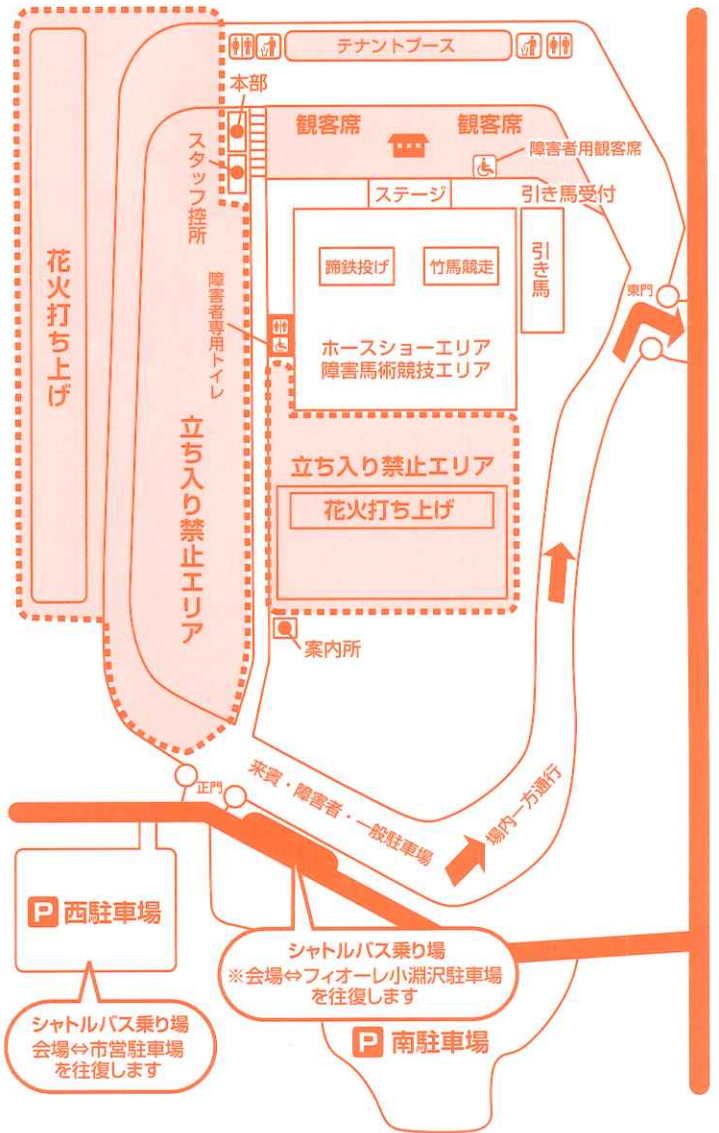 テナントブース
本部
観客席
観客席
障害者用観客席
スタッフ控所
ステージ
引き馬受付
花火打ち上げ
蹄鉄投げ
竹馬競走
引き馬
東門
障害者専用トイレ
ホースショーエリア
障害馬術競技エリア
立ち入り禁止エリア
立ち入り禁止エリア
花火打ち上げ
案内所
正門
来賓・障害者・一般駐車場
場内一方通行
P 西駐車場
シャトルバス乗り場
※会場⇔フィオーレ小淵沢駐車場
を往復します
シャトルバス乗り場
会場⇔市営駐車場
を往復します
P 南駐車場